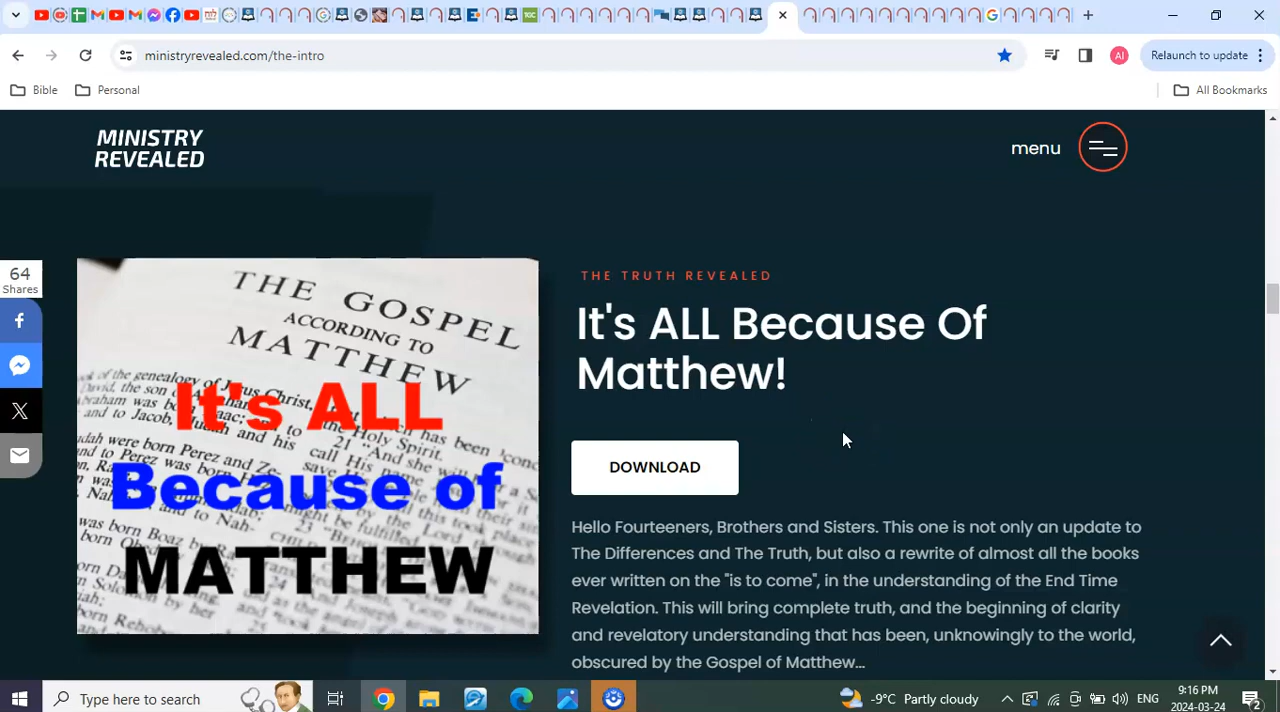 ministryrevealed.com/the-intro
AI
Relaunch to update
Bible
Personal
All Bookmarks
MINISTRY
REVEALED
menu
64
Shares
THE GOSPEL
ACCORDING TO
MATTHEW
It's ALL
Because of
MATTHEW
THE TRUTH REVEALED
It's ALL Because Of
Matthew!
DOWNLOAD
Hello Fourteeners, Brothers and Sisters. This one is not only an update to
The Differences and The Truth, but also a rewrite of almost all the books
ever written on the "is to come", in the understanding of the End Time
Revelation. This will bring complete truth, and the beginning of clarity
and revelatory understanding that has been, unknowingly to the world,
obscured by the Gospel of Matthew...
Type here to search
-9°C Partly cloudy
ENG
9:16 PM
2024-03-24
2